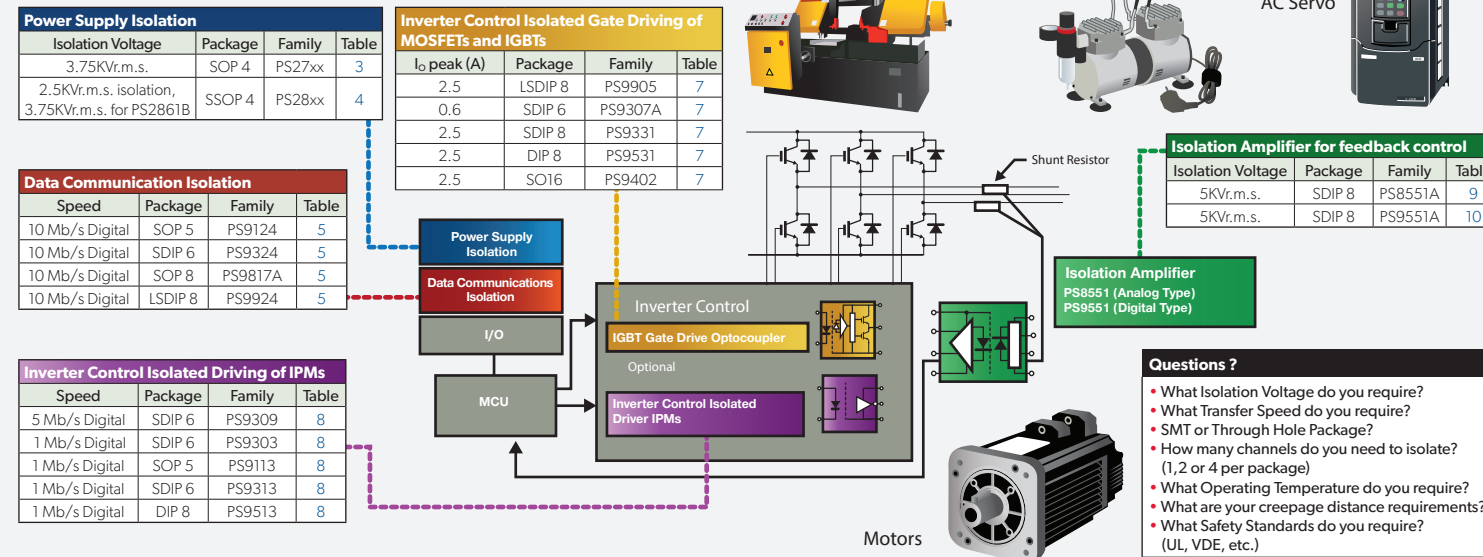 Power Supply Isolation
Isolation Voltage Package Family Table
3.75KVr.m.s. SOP 4 PS27xx 3
2.5KVr.m.s. isolation,
3.75KVr.m.s. for PS2861B SSOP 4 PS28xx 4
Data Communication Isolation
Speed Package Family Table
10 Mb/s Digital SOP 5 PS9124 5
10 Mb/s Digital SDIP 6 PS9324 5
10 Mb/s Digital SOP 8 PS9817A 5
10 Mb/s Digital LSDIP 8 PS9924 5
Inverter Control Isolated Driving of IPMs
Speed Package Family Table
5 Mb/s Digital SDIP 6 PS9309 8
1 Mb/s Digital SDIP 6 PS9303 8
1 Mb/s Digital SOP 5 PS9113 8
1 Mb/s Digital SDIP 6 PS9313 8
1 Mb/s Digital DIP 8 PS9513 8
Inverter Control Isolated Gate Driving of
MOSFETs and IGBTs
IO peak (A) Package Family Table
2.5 LSDIP 8 PS9905 7
0.6 SDIP 6 PS9307A 7
2.5 SDIP 8 PS9331 7
2.5 DIP 8 PS9531 7
2.5 SO16 PS9402 7
Power Supply
Isolation
Data Communications
Isolation
I/O
MCU
Inverter Control
IGBT Gate Drive Optocoupler
Optional
Inverter Control Isolated
Driver IPMs
Shunt Resistor
AC Servo
Isolation Amplifier for feedback control
Isolation Voltage Package Family Tabl
5KVr.m.s. SDIP 8 PS8551A 9
5KVr.m.s. SDIP 8 PS9551A 10
Isolation Amplifier
PS8551 (Analog Type)
PS9551 (Digital Type)
Motors
Questions ?
• What Isolation Voltage do you require?
• What Transfer Speed do you require?
• SMT or Through Hole Package?
• How many channels do you need to isolate?
(1,2 or 4 per package)
• What Operating Temperature do you require?
• What are your creepage distance requirements?
• What Safety Standards do you require?
(UL, VDE, etc.)